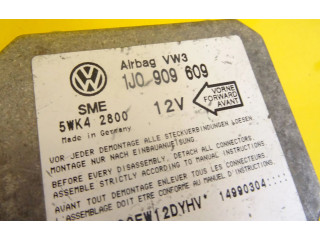 Airbag VW3
1J0 909 609
SME
5WK4 2800
12V
VORNE
FORWARD
AVANT
Made in Germany
VOR JEDER DEMONTAGE ALLE STECKVERBINDUNGEN LOESEN.
MONTAGE NUR NACH EINBAUANWEISUNG.
BEFORE EVERY DISASSEMBLY, DETACH ALL CONNECTORS.
ASSEMBLE STRICTLY ACCORDING TO MANUAL INSTRUCTIONS.
AVANT TOUT DEMONTAGE ENLEVER TOUS LES CONNECTEURS.
L'ASSEMBLAGE DOIT ETRE CONFORME AU MANUEL D'INSTRUCTIONS.
EW12DYHV* 14990304